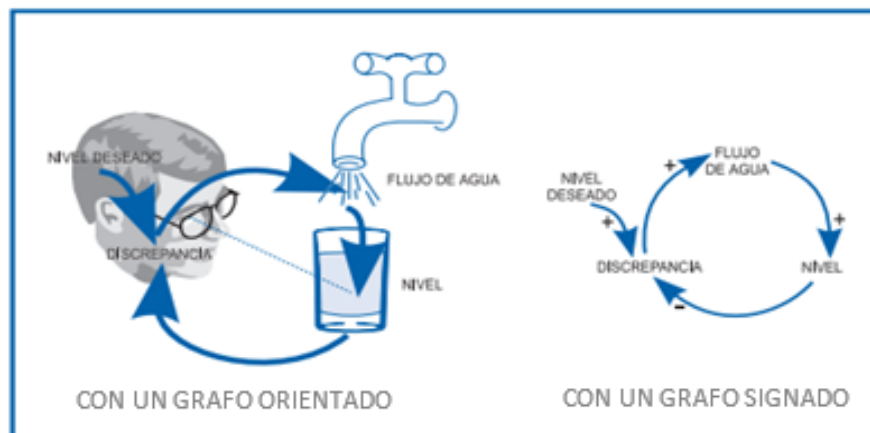 NIVEL DESEADO
DISCREPANCIA
FLUJO DE AGUA
NIVEL
CON UN GRAFO ORIENTADO
NIVEL
DESEADO
+
DISCREPANCIA
+
FLUJO
DE AGUA
+
NIVEL
-
CON UN GRAFO SIGNADO